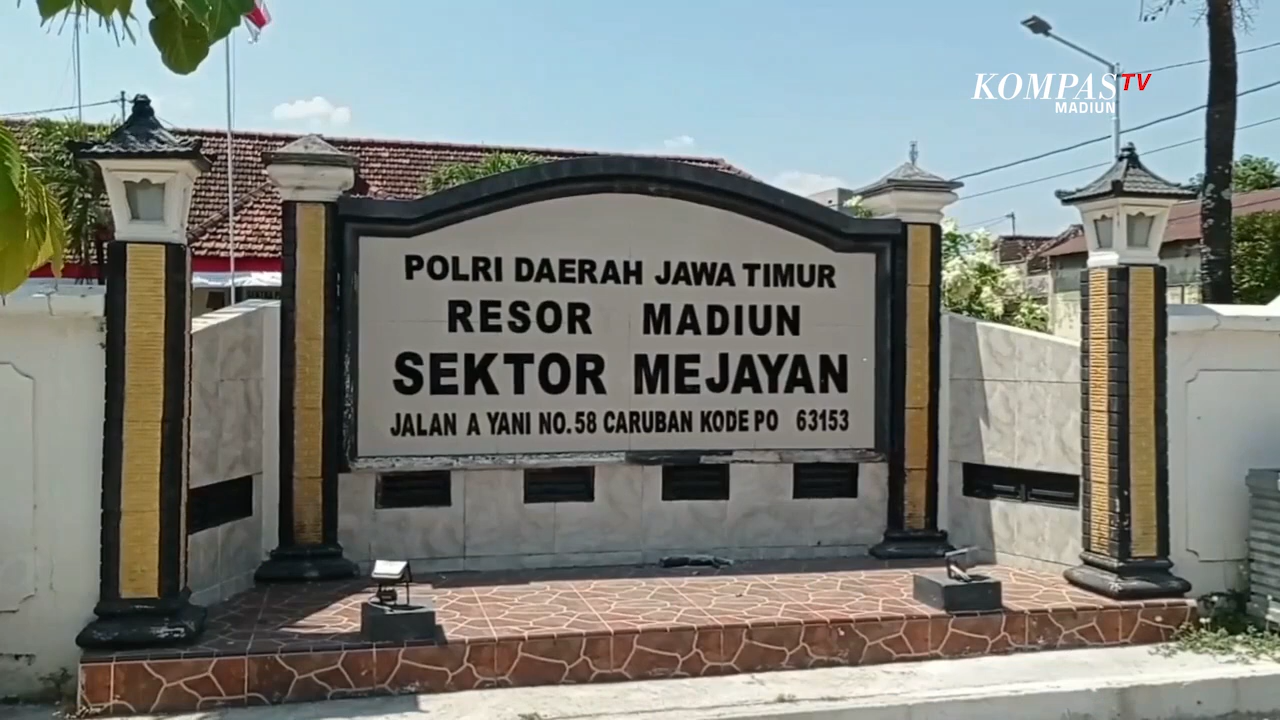 KOMPASTV
MADIUN
POLRI DAERAH JAWA TIMUR
RESOR MADIUN
SEKTOR MEJAYAN
JALAN A YANI NO.58 CARUBAN KODE PO 63153